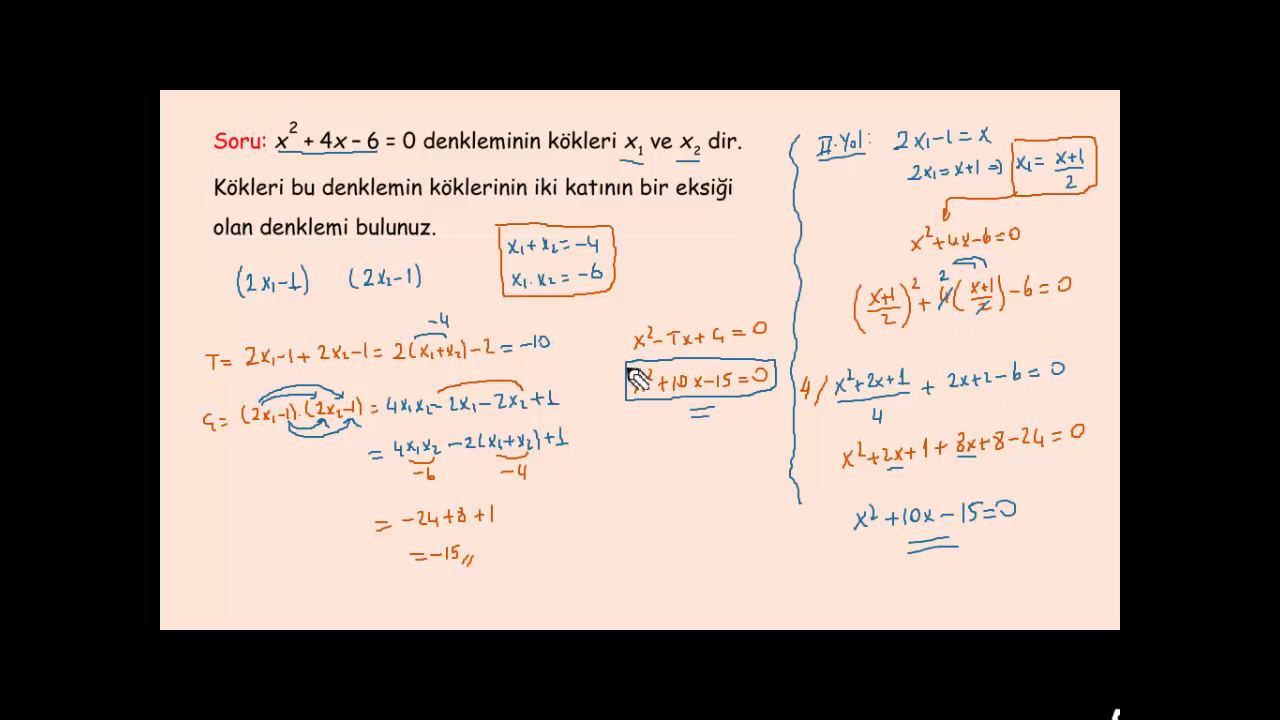 Soru: x² + 4x - 6 = 0 denkleminin kökleri x₁ ve x₂ dir.
Kökleri bu denklemin köklerinin iki katının bir eksiği
olan denklemi bulunuz.
x₁+x₂=-4
x₁.x₂=-6
(2x₁-1) (2x₂-1)
-4
T= 2x₁-1+2x₂-1= 2(x₁+x₂)-2=-10
Ç= (2x₁-1).(2x₂-1)= 4x₁x₂-2x₁-2x₂+1
= 4x₁x₂-2(x₁+x₂)+1
-6 -4
= -24+8+1
=-15//
x²-Tx+Ç=0
x²+10x-15=0
II.Yol: 2x₁-1=x
2x₁=x+1⇒ x₁= (x+1)/2
x²+4x-6=0
((x+1)/2)²+4((x+1)/2)-6=0
2
4/ (x²+2x+1)/4 + 2x+2-6=0
x²+2x+1+8x+8-24=0
x²+10x-15=0